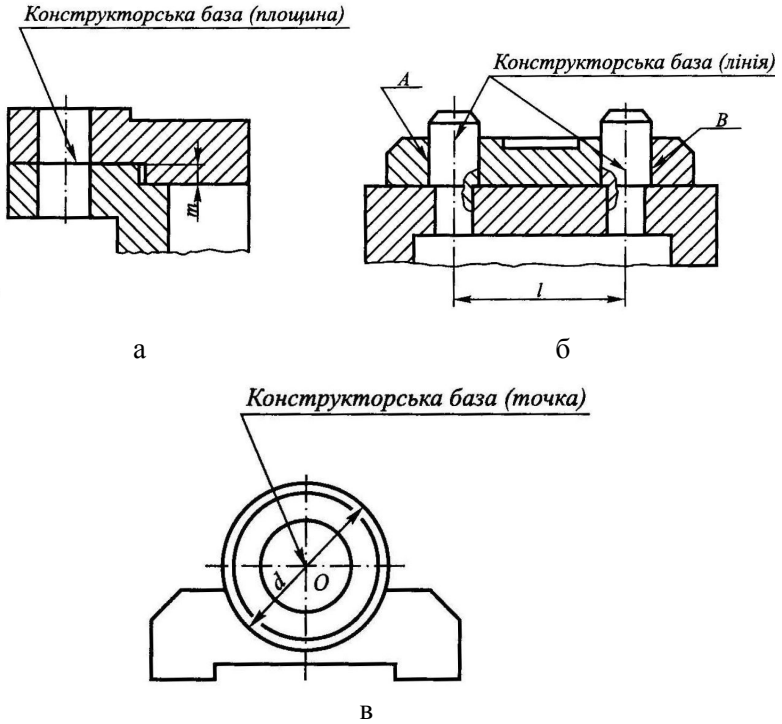 Конструкторська база (площина)
Конструкторська база (лінія)
A
B
m
l
а
б
Конструкторська база (точка)
d
O
в